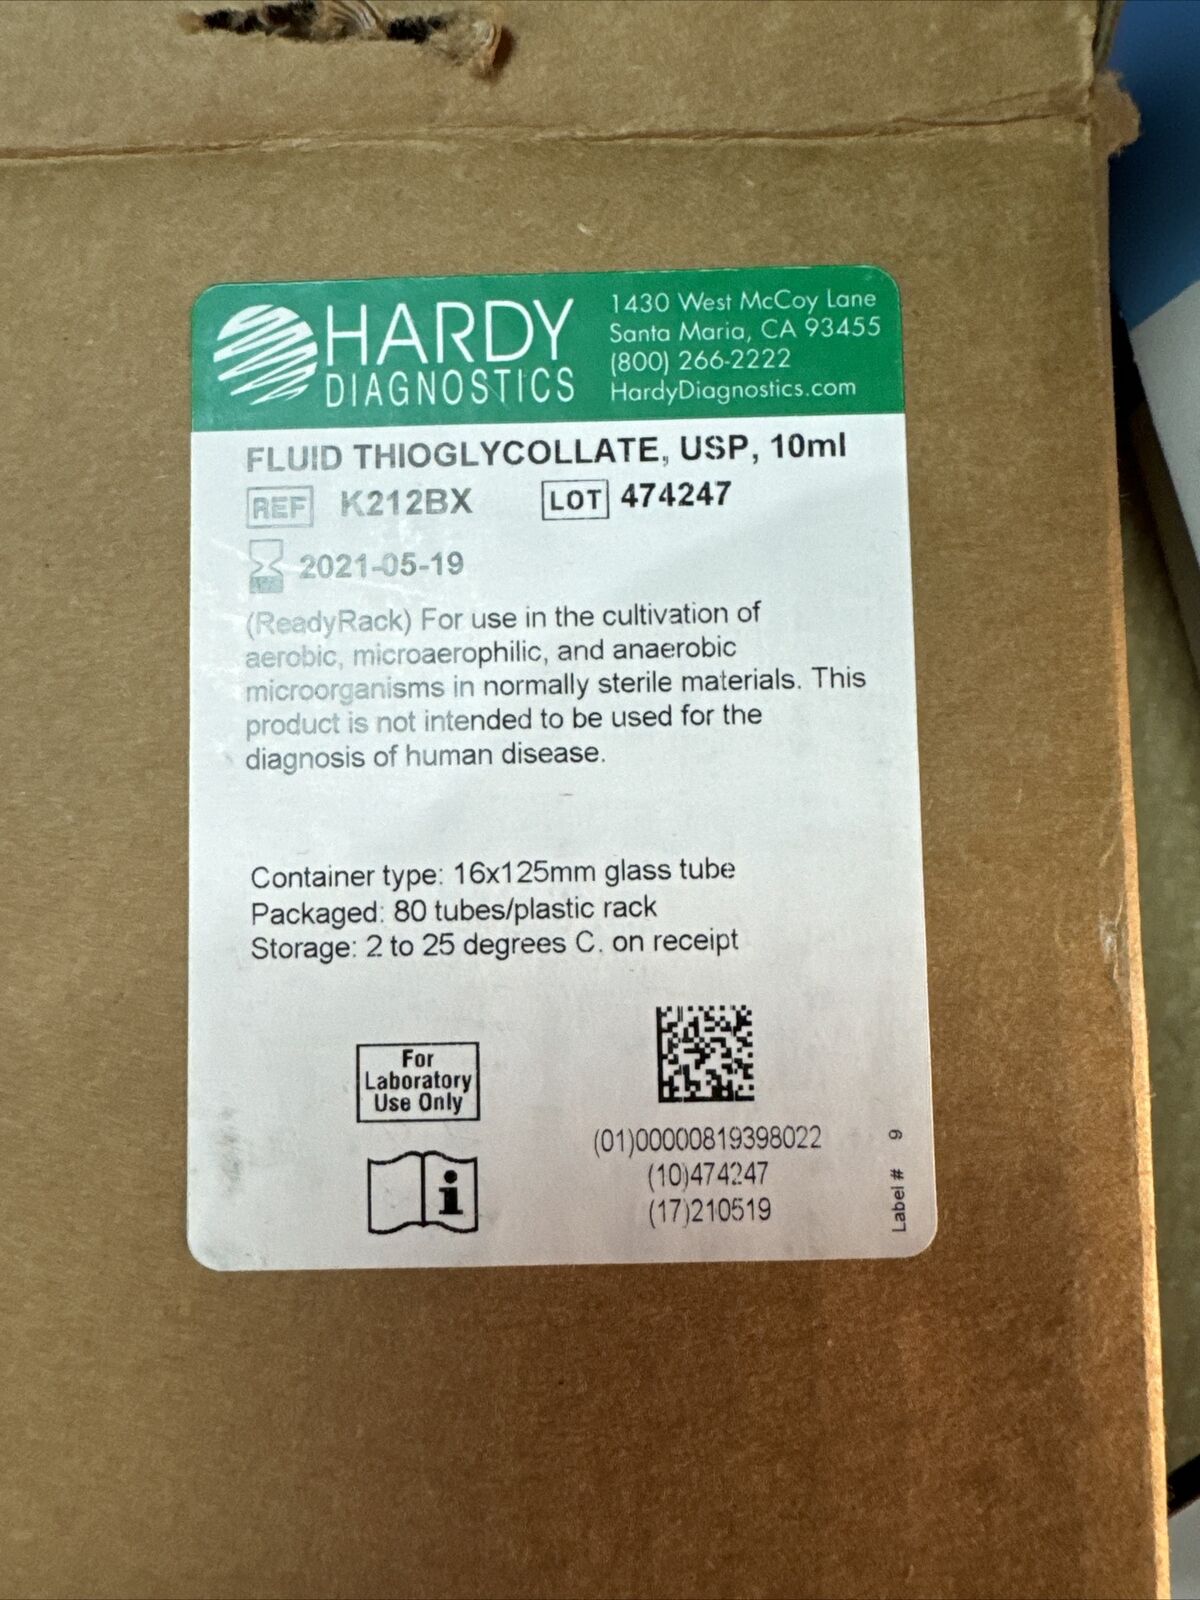 HARDY
DIAGNOSTICS
1430 West McCoy Lane
Santa Maria, CA 93455
(800) 266-2222
HardyDiagnostics.com
FLUID THIOGLYCOLLATE, USP, 10ml
REF K212BX LOT 474247
2021-05-19
(ReadyRack) For use in the cultivation of
aerobic, microaerophilic, and anaerobic
microorganisms in normally sterile materials. This
product is not intended to be used for the
diagnosis of human disease.
Container type: 16x125mm glass tube
Packaged: 80 tubes/plastic rack
Storage: 2 to 25 degrees C. on receipt
For
Laboratory
Use Only
i
(01)00000819398022
(10)474247
(17)210519
Label # 9